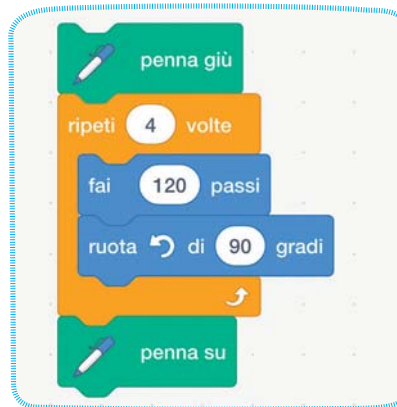 penna giù
ripeti 4 volte
fai 120 passi
ruota di 90 gradi
penna su